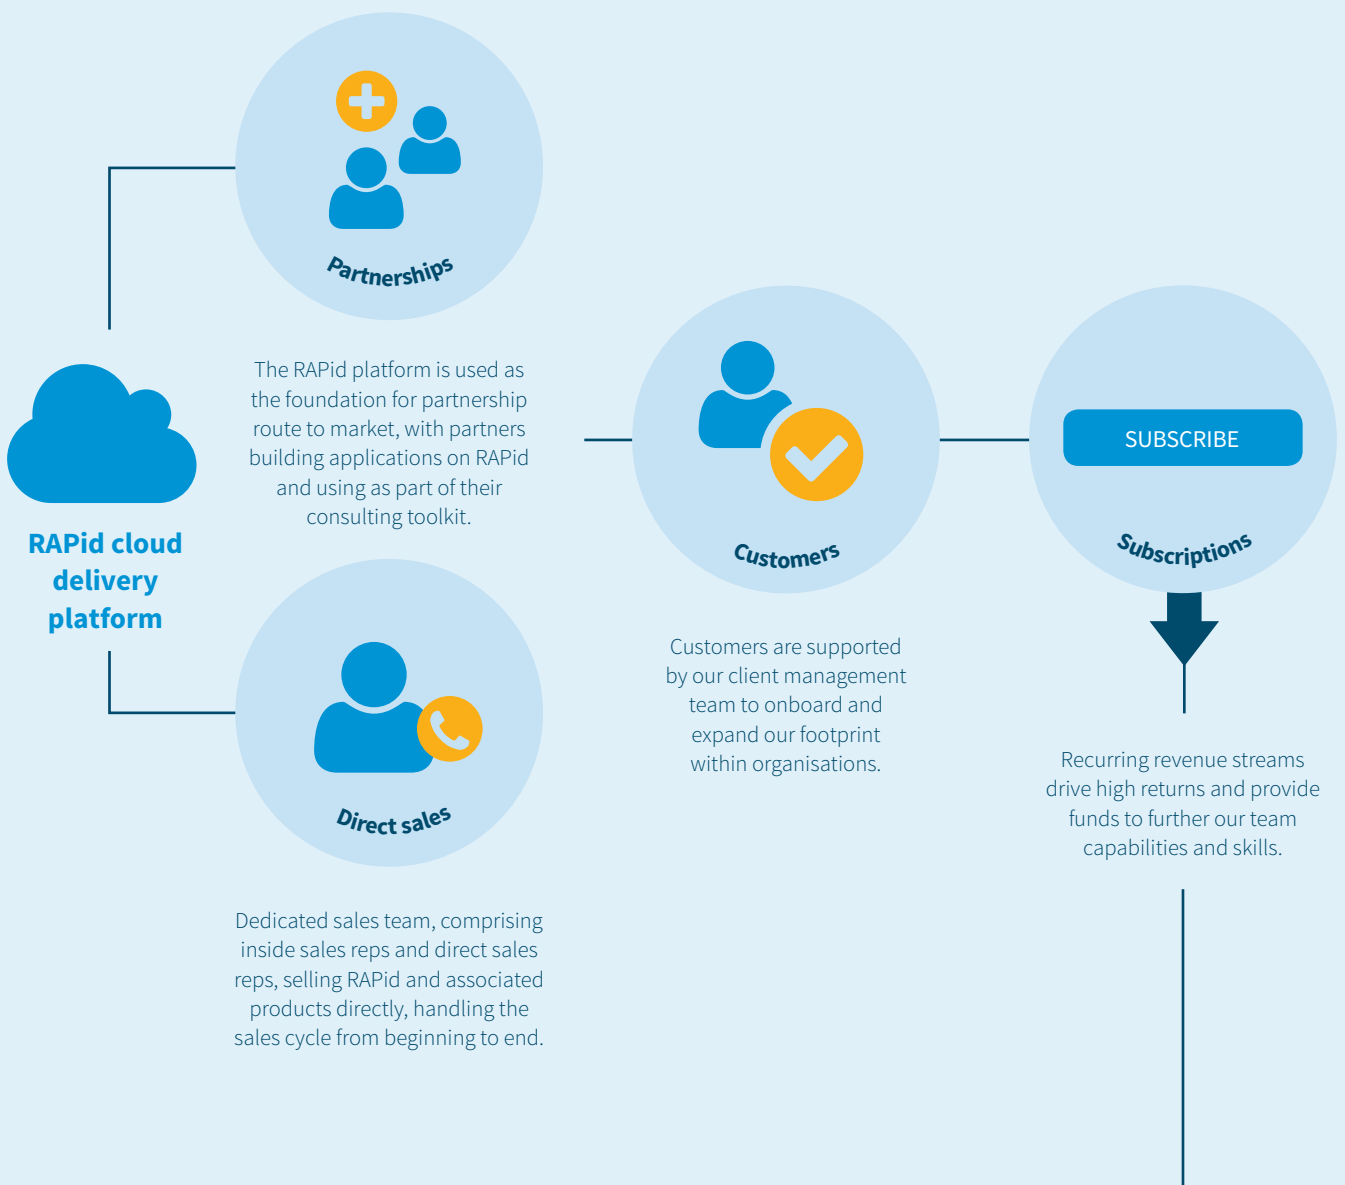 Partnerships
The RAPid platform is used as
the foundation for partnership
route to market, with partners
building applications on RAPid
and using as part of their
consulting toolkit.
RAPid cloud
delivery
platform
Direct sales
Dedicated sales team, comprising
inside sales reps and direct sales
reps, selling RAPid and associated
products directly, handling the
sales cycle from beginning to end.
Customers
Customers are supported
by our client management
team to onboard and
expand our footprint
within organisations.
SUBSCRIBE
Subscriptions
Recurring revenue streams
drive high returns and provide
funds to further our team
capabilities and skills.